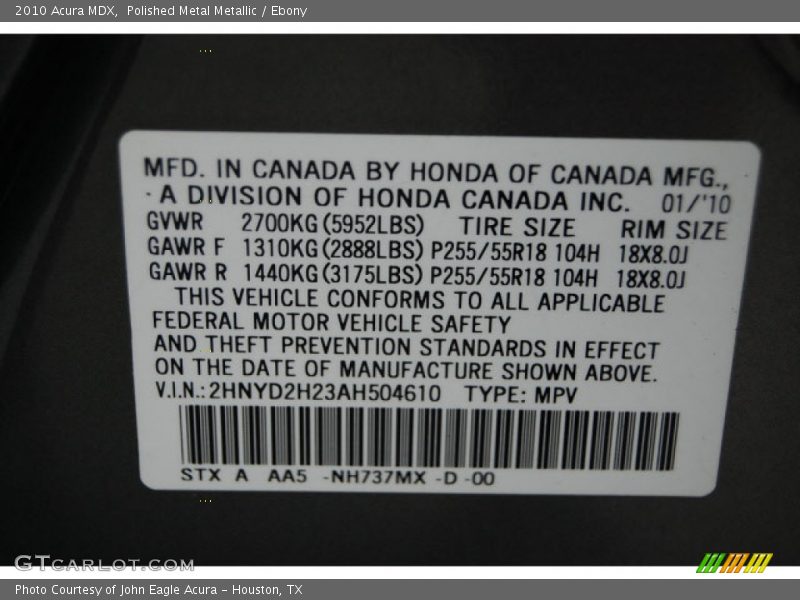 2010 Acura MDX, Polished Metal Metallic / Ebony
MFD. IN CANADA BY HONDA OF CANADA MFG.,
A DIVISION OF HONDA CANADA INC. 01/'10
GVWR 2700KG(5952LBS) TIRE SIZE RIM SIZE
GAWR F 1310KG(2888LBS) P255/55R18 104H 18X8.0J
GAWR R 1440KG(3175LBS) P255/55R18 104H 18X8.0J
THIS VEHICLE CONFORMS TO ALL APPLICABLE
FEDERAL MOTOR VEHICLE SAFETY
AND THEFT PREVENTION STANDARDS IN EFFECT
ON THE DATE OF MANUFACTURE SHOWN ABOVE.
V.I.N.:2HNYD2H23AH504610 TYPE: MPV
STX A AA5 -NH737MX -D -00
GTCARLOT.COM
Photo Courtesy of John Eagle Acura - Houston, TX